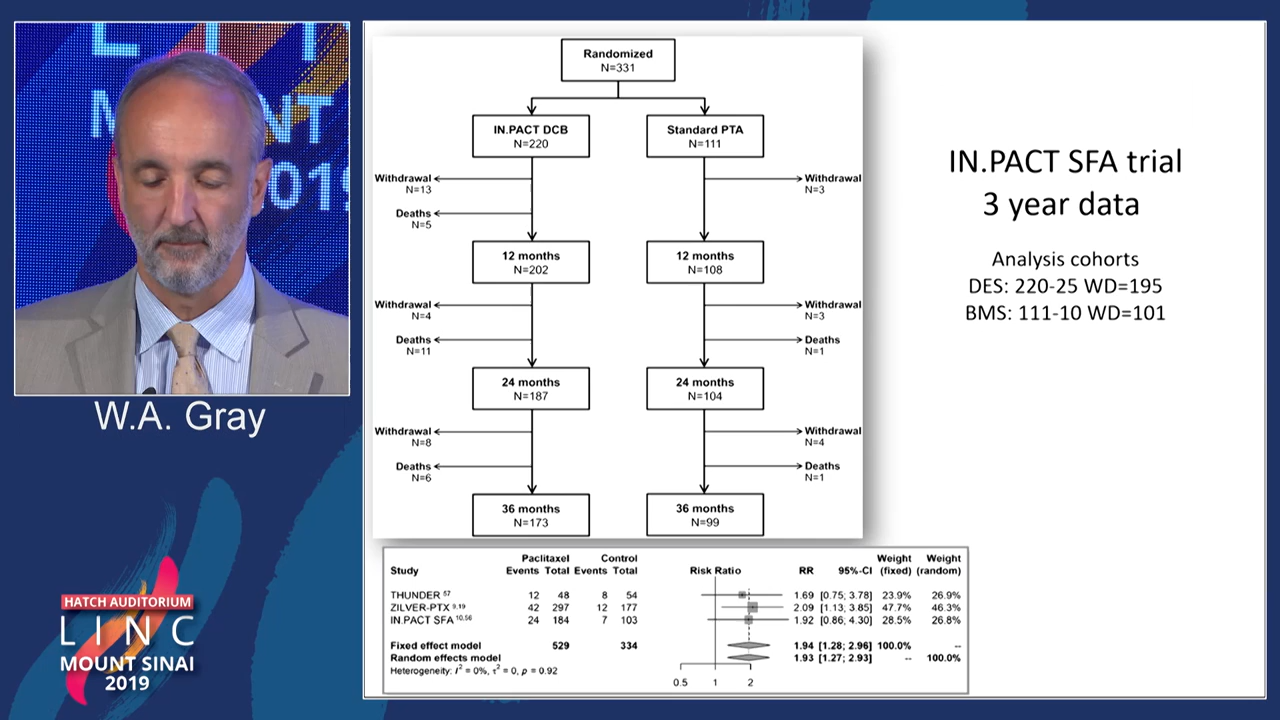 L I
M NT
2019
W.A. Gray
HATCH AUDITORIUM
L I N C
MOUNT SINAI
2019
Randomized
N=331
IN.PACT DCB
N=220
Standard PTA
N=111
Withdrawal
N=13
Withdrawal
N=3
Deaths
N=5
12 months
N=202
12 months
N=108
Withdrawal
N=4
Withdrawal
N=3
Deaths
N=11
Deaths
N=1
24 months
N=187
24 months
N=104
Withdrawal
N=8
Withdrawal
N=4
Deaths
N=6
Deaths
N=1
36 months
N=173
36 months
N=99
IN.PACT SFA trial
3 year data
Analysis cohorts
DES: 220-25 WD=195
BMS: 111-10 WD=101
Paclitaxel Control Weight Weight
Study Events Total Events Total Risk Ratio RR 95%-CI (fixed) (random)
THUNDER 57 12 48 8 54 1.69 [0.75; 3.78] 23.9% 26.9%
ZILVER-PTX 9,19 42 297 12 177 2.09 [1.13; 3.85] 47.7% 46.3%
IN.PACT SFA 10,56 24 184 7 103 1.92 [0.86; 4.30] 28.5% 26.8%
Fixed effect model 529 334 1.94 [1.28; 2.96] 100.0% --
Random effects model 1.93 [1.27; 2.93] -- 100.0%
Heterogeneity: I² = 0%, τ² = 0, p = 0.92
0.5 1 2